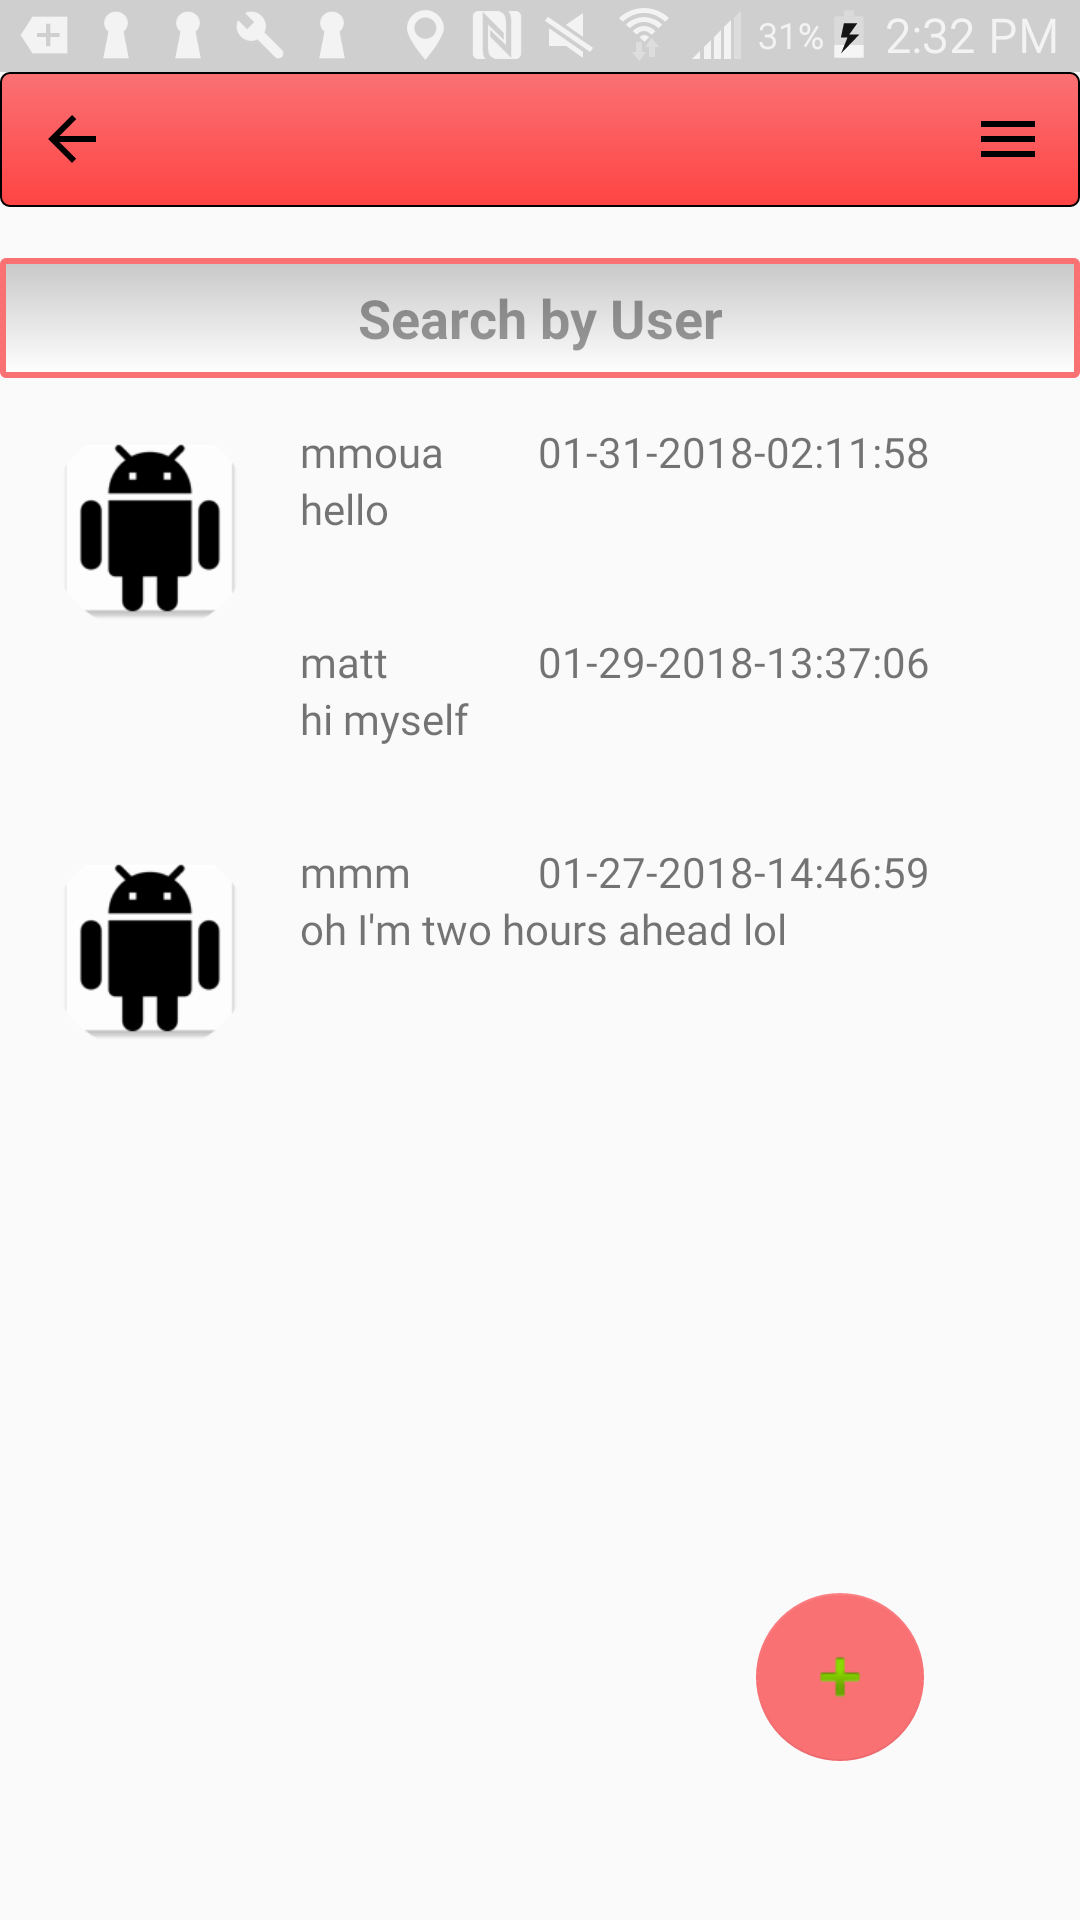 31% 2:32 PM
Search by User
mmoua 01-31-2018-02:11:58
hello
matt 01-29-2018-13:37:06
hi myself
mmm 01-27-2018-14:46:59
oh I'm two hours ahead lol